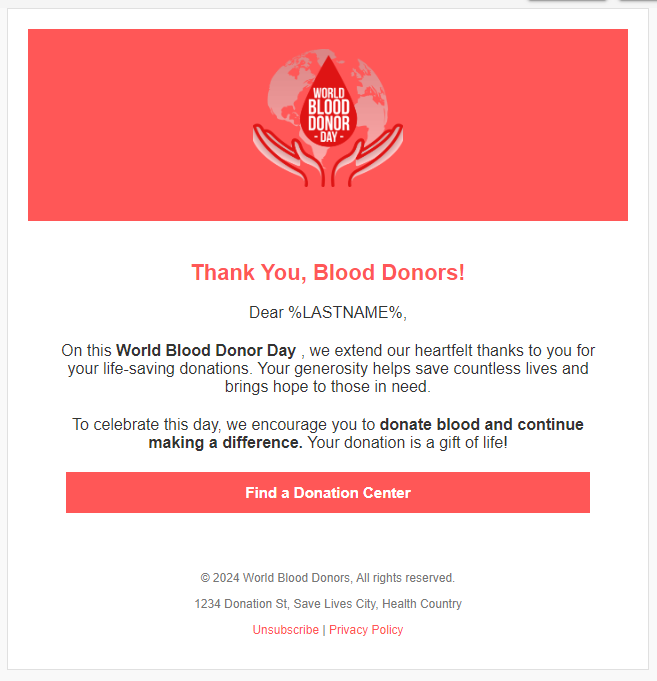 WORLD
BLOOD
DONOR
- DAY -
Thank You, Blood Donors!
Dear %LASTNAME%,
On this World Blood Donor Day , we extend our heartfelt thanks to you for
your life-saving donations. Your generosity helps save countless lives and
brings hope to those in need.
To celebrate this day, we encourage you to donate blood and continue
making a difference. Your donation is a gift of life!
Find a Donation Center
© 2024 World Blood Donors, All rights reserved.
1234 Donation St, Save Lives City, Health Country
Unsubscribe | Privacy Policy